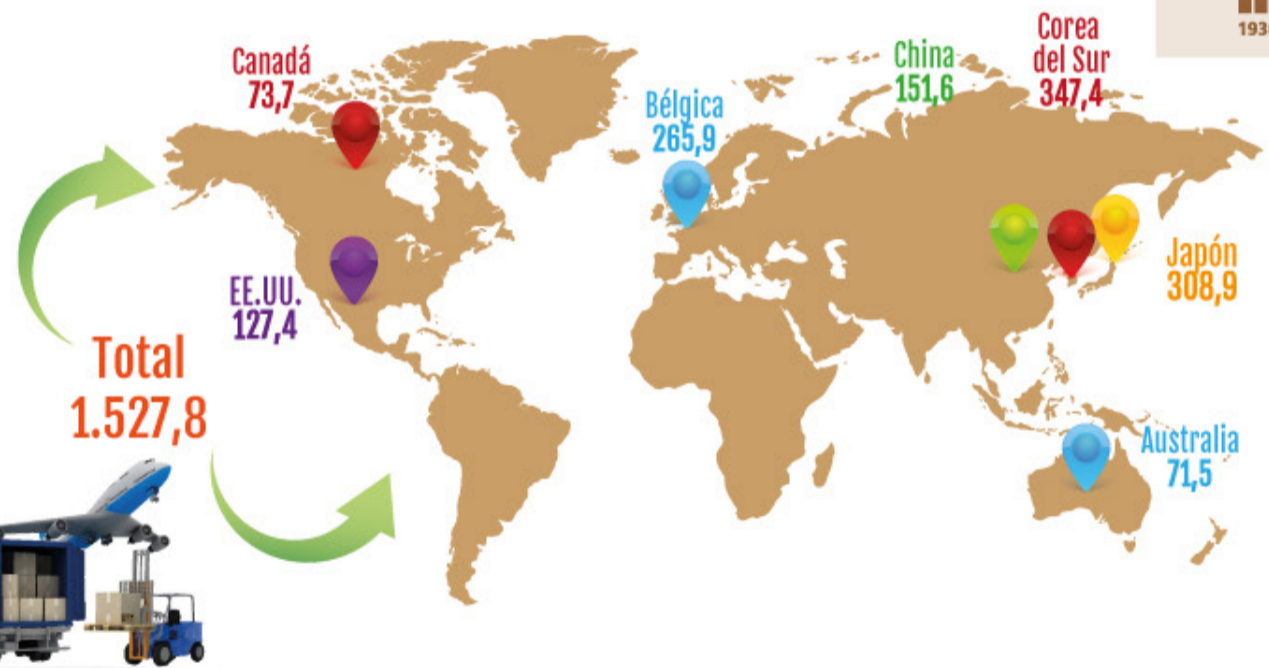 Canadá
73,7
EE.UU.
127,4
Total
1.527,8
Bélgica
265,9
China
151,6
Corea
del Sur
347,4
Japón
308,9
Australia
71,5